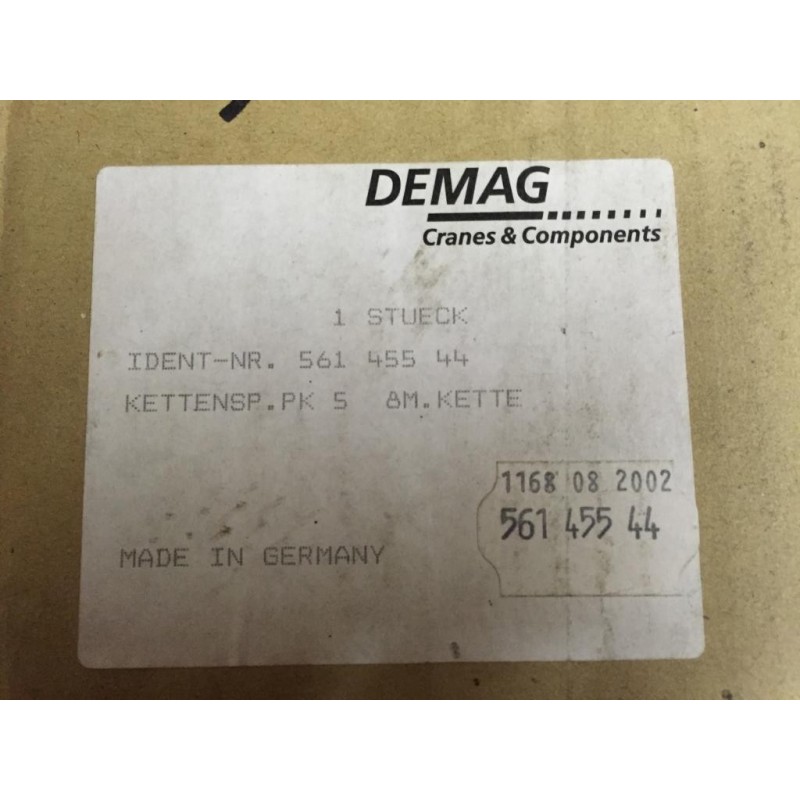 DEMAG
Cranes & Components
1 STUECK
IDENT-NR. 561 455 44
KETTENSP.PK 5 8M.KETTE
1168 08 2002
561 455 44
MADE IN GERMANY